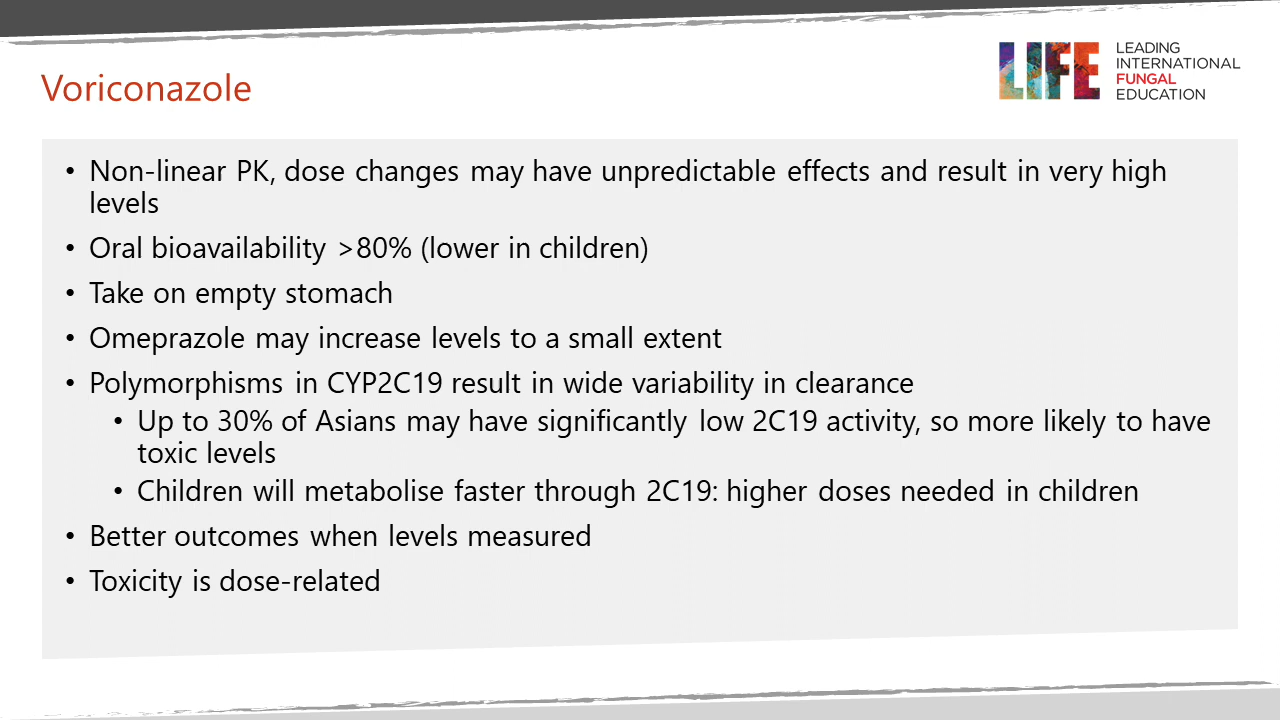 Voriconazole
LIFE
LEADING
INTERNATIONAL
FUNGAL
EDUCATION
• Non-linear PK, dose changes may have unpredictable effects and result in very high
levels
• Oral bioavailability >80% (lower in children)
• Take on empty stomach
• Omeprazole may increase levels to a small extent
• Polymorphisms in CYP2C19 result in wide variability in clearance
• Up to 30% of Asians may have significantly low 2C19 activity, so more likely to have
toxic levels
• Children will metabolise faster through 2C19: higher doses needed in children
• Better outcomes when levels measured
• Toxicity is dose-related